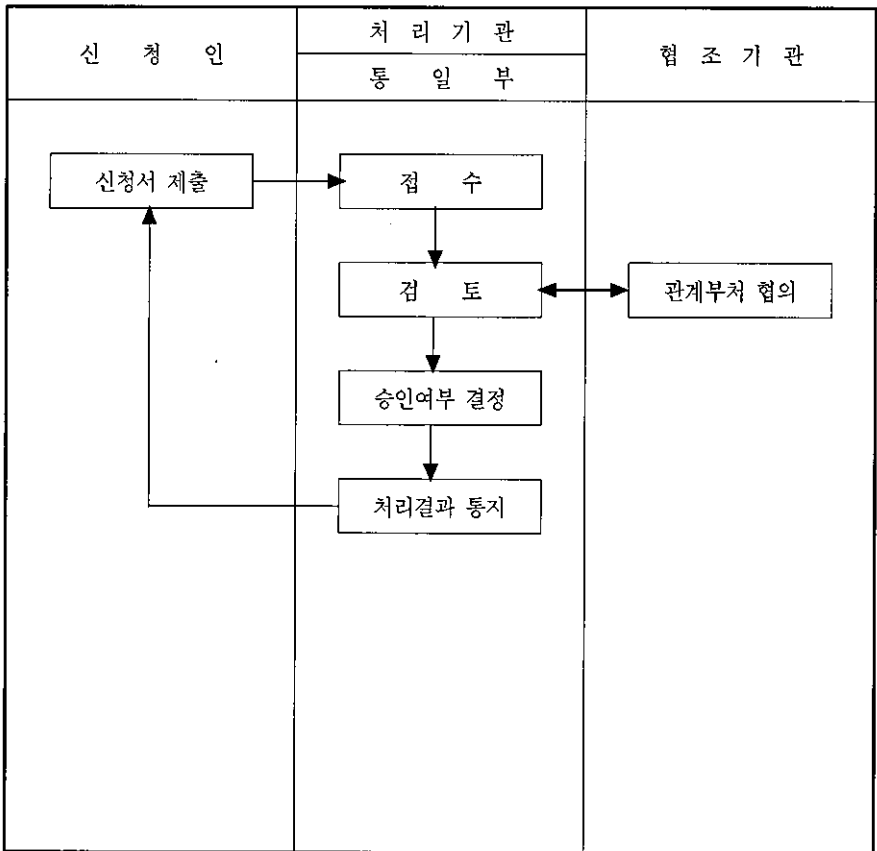 신 청 인
처 리 기 관
통 일 부
협 조 기 관
신청서 제출
접 수
검 토
관계부처 협의
승인여부 결정
처리결과 통지